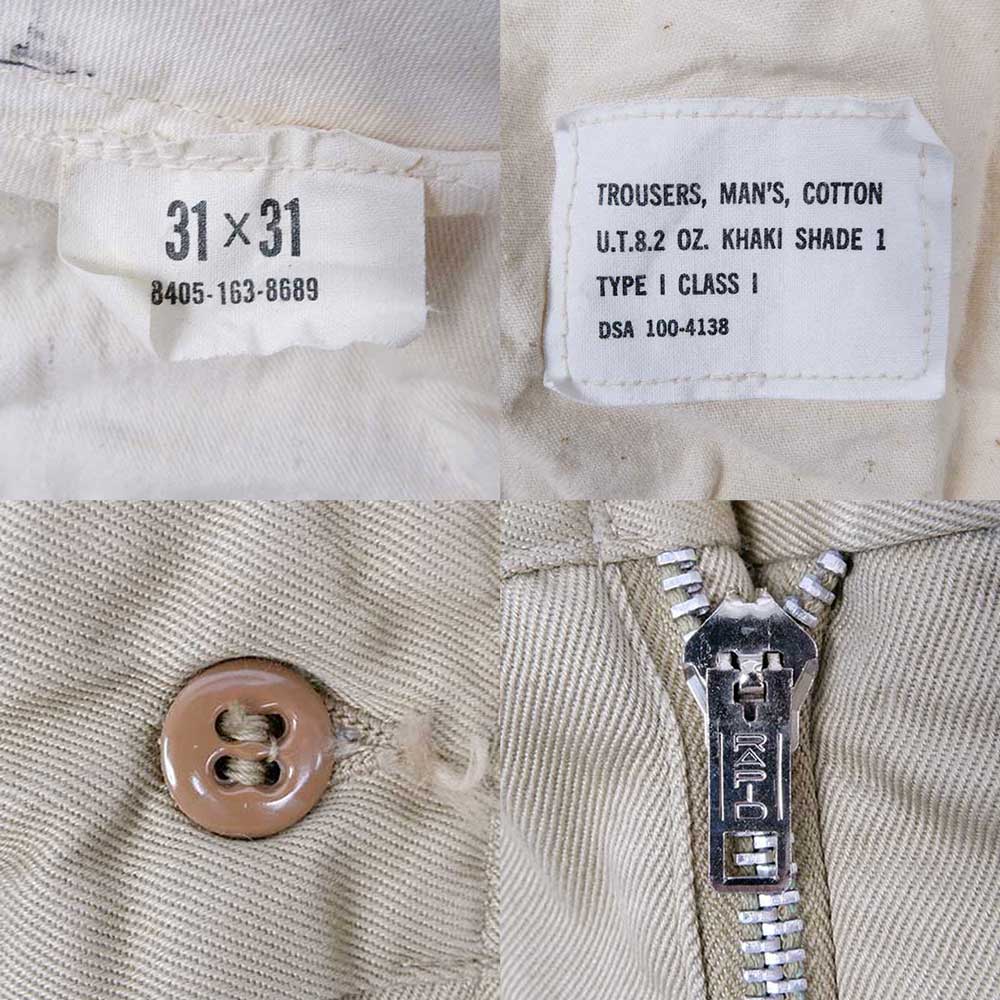 31 x 31
8405-163-8689
TROUSERS, MAN'S, COTTON
U.T.8.2 OZ. KHAKI SHADE 1
TYPE I CLASS I
DSA 100-4138
RAPID